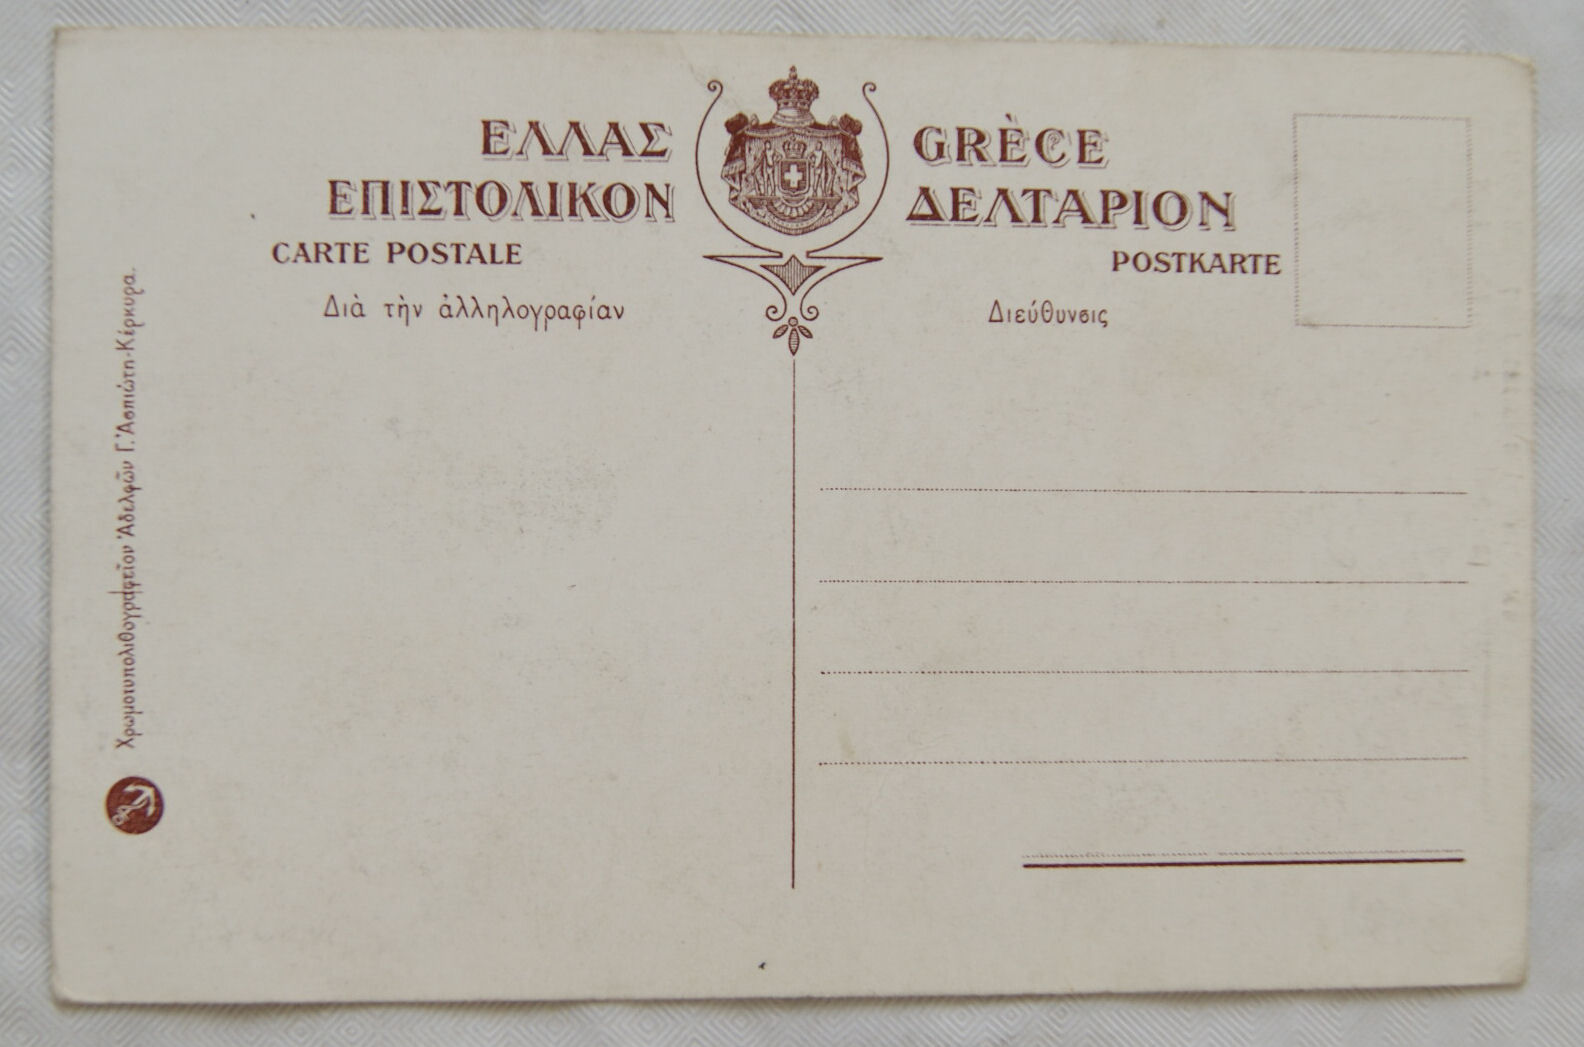 ΕΛΛΑΣ
GRÈCE
ΕΠΙΣΤΟΛΙΚΟΝ
ΔΕΛΤΑΡΙΟΝ
CARTE POSTALE
POSTKARTE
Διὰ τὴν ἀλληλογραφίαν
Διεύθυνσις
Χρωμοτυπολιθογραφεῖον Ἀδελφῶν Γ. Ἀσπιώτη-Κέρκυρα.